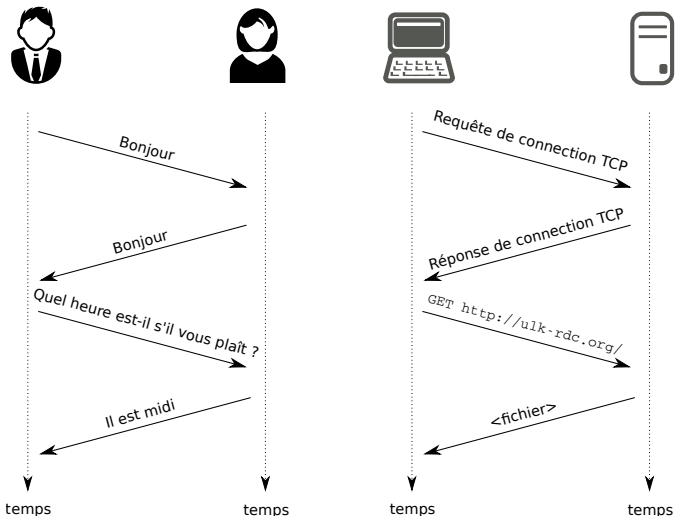 Bonjour
Bonjour
Quel heure est-il s'il vous plaît ?
Il est midi
temps
temps
Requête de connection TCP
Réponse de connection TCP
GET http://ulk-rdc.org/
<fichier>
temps
temps